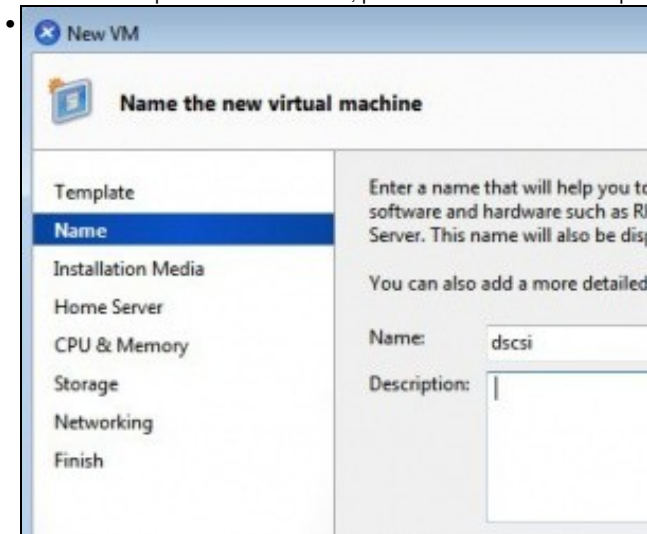 New VM
Name the new virtual machine
Template
Name
Installation Media
Home Server
CPU & Memory
Storage
Networking
Finish
Enter a name that will help you to
software and hardware such as
Server. This name will also be
You can also add a more detailed
Name: dscsi
Description: